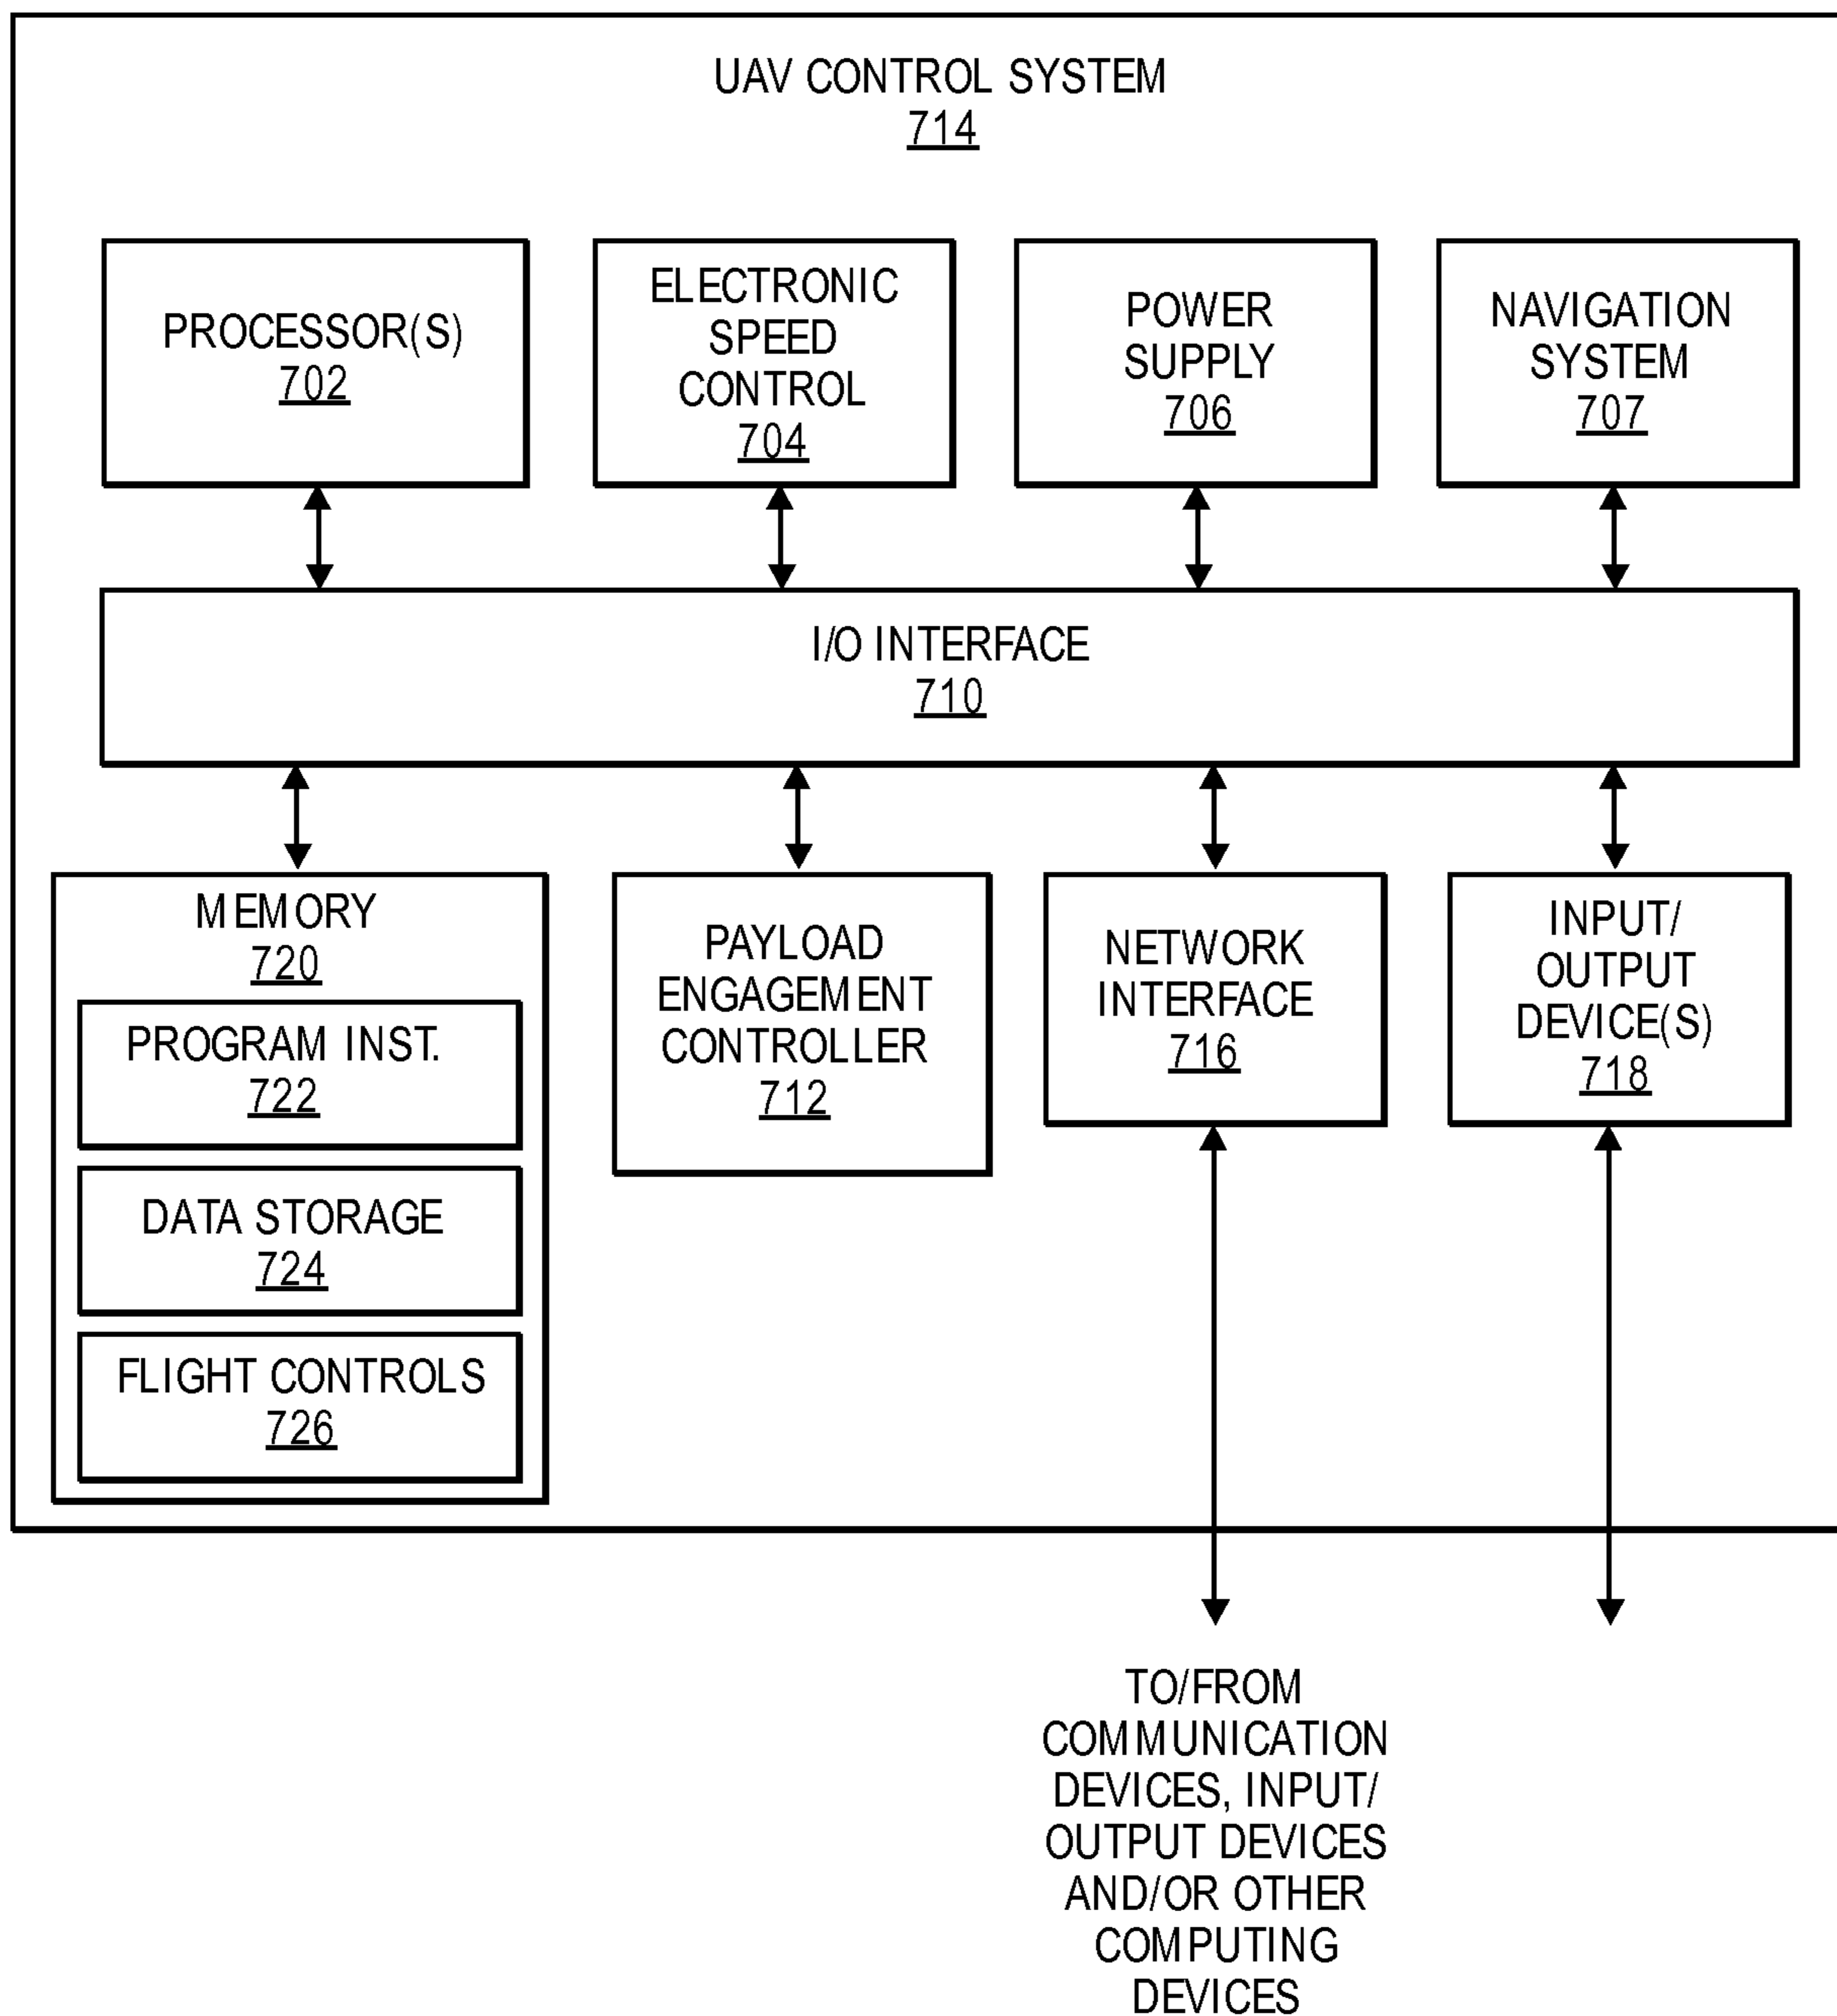 UAV CONTROL SYSTEM
714
PROCESSOR(S)
702
ELECTRONIC
SPEED
CONTROL
704
POWER
SUPPLY
706
NAVIGATION
SYSTEM
707
I/O INTERFACE
710
MEMORY
720
PROGRAM INST.
722
DATA STORAGE
724
FLIGHT CONTROLS
726
PAYLOAD
ENGAGEMENT
CONTROLLER
712
NETWORK
INTERFACE
716
INPUT/
OUTPUT
DEVICE(S)
718
TO/FROM
COMMUNICATION
DEVICES, INPUT/
OUTPUT DEVICES
AND/OR OTHER
COMPUTING
DEVICES